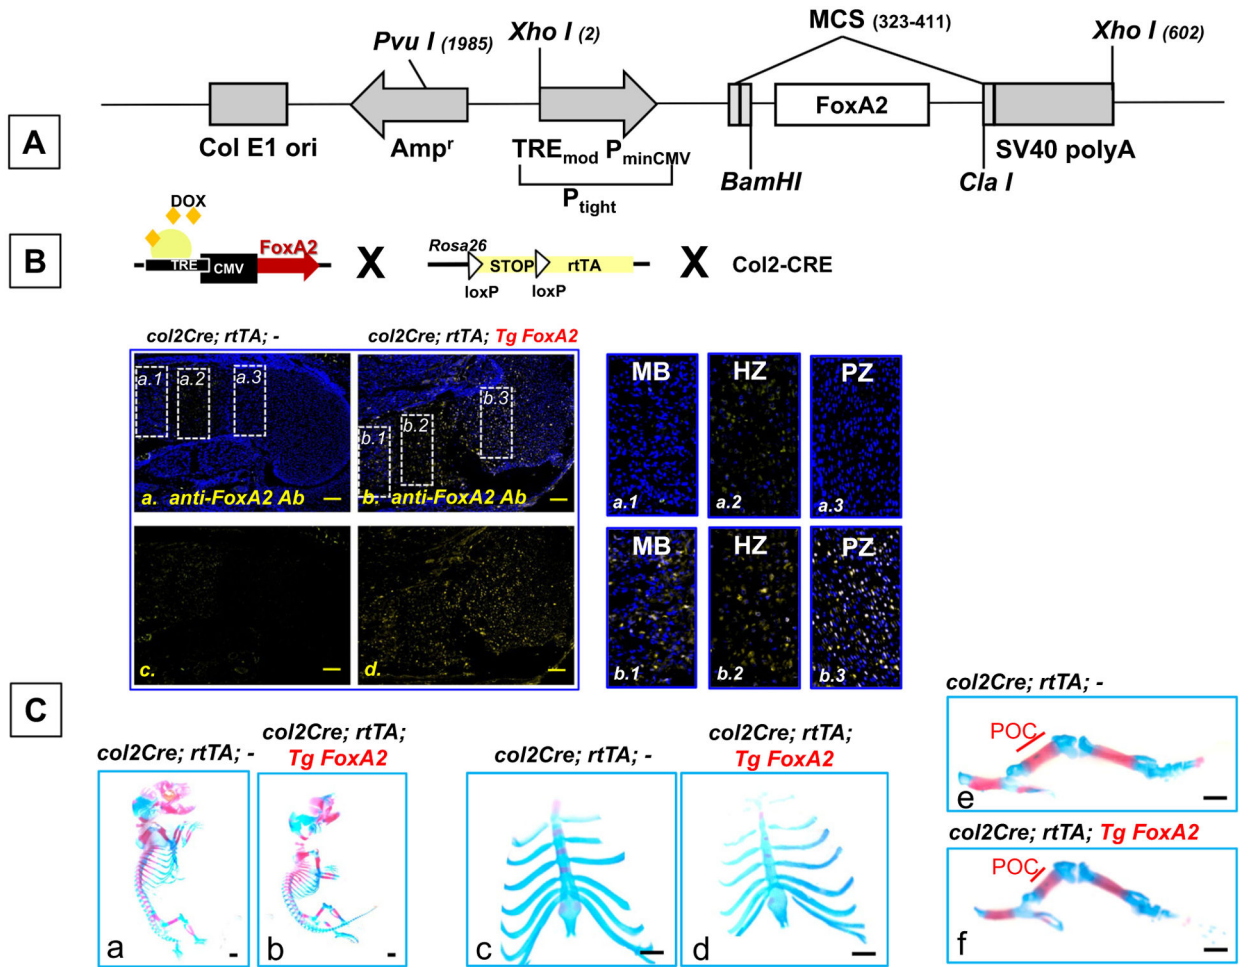 A
MCS (323-411)
Pvu I (1985)
Xho I (2)
Xho I (602)
FoxA2
Col E1 ori
Ampʳ
TREmod PminCMV
SV40 polyA
Ptight
BamHI
Cla I
B
DOX
FoxA2
TRE
CMV
X
Rosa26
STOP
rtTA
loxP
loxP
X
Col2-CRE
col2Cre; rtTA; -
col2Cre; rtTA; Tg FoxA2
a.1
a.2
a.3
a. anti-FoxA2 Ab
b.1
b.2
b.3
b. anti-FoxA2 Ab
c.
d.
MB
a.1
HZ
a.2
PZ
a.3
MB
b.1
HZ
b.2
PZ
b.3
C
col2Cre; rtTA; -
a
col2Cre; rtTA;
Tg FoxA2
b
col2Cre; rtTA; -
c
col2Cre; rtTA;
Tg FoxA2
d
col2Cre; rtTA; -
POC
e
col2Cre; rtTA; Tg FoxA2
POC
f